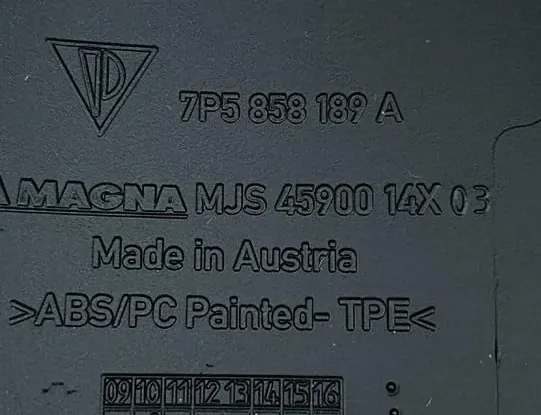 7P5 858 189 A
MAGNA MJS 45900 14X 03
Made in Austria
>ABS/PC Painted- TPE<
09 10 11 12 13 14 15 16